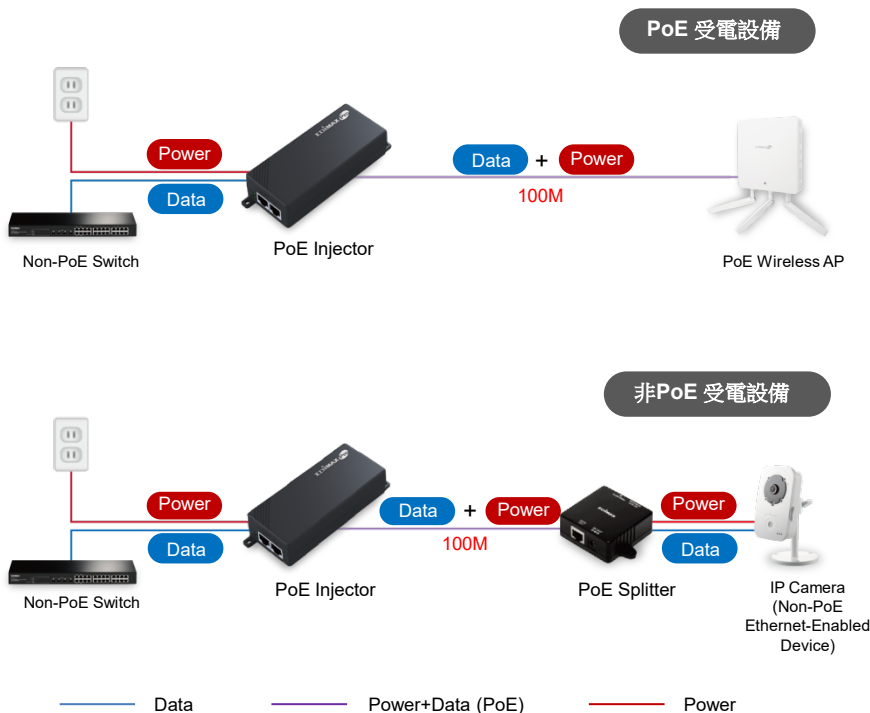 PoE 受電設備
Power
Data
EDIMAX
Data + Power
100M
Non-PoE Switch
PoE Injector
PoE Wireless AP
非PoE 受電設備
Power
Data
EDIMAX
Data + Power
100M
Power
Data
Non-PoE Switch
PoE Injector
PoE Splitter
IP Camera
(Non-PoE
Ethernet-Enabled
Device)
Data
Power+Data (PoE)
Power